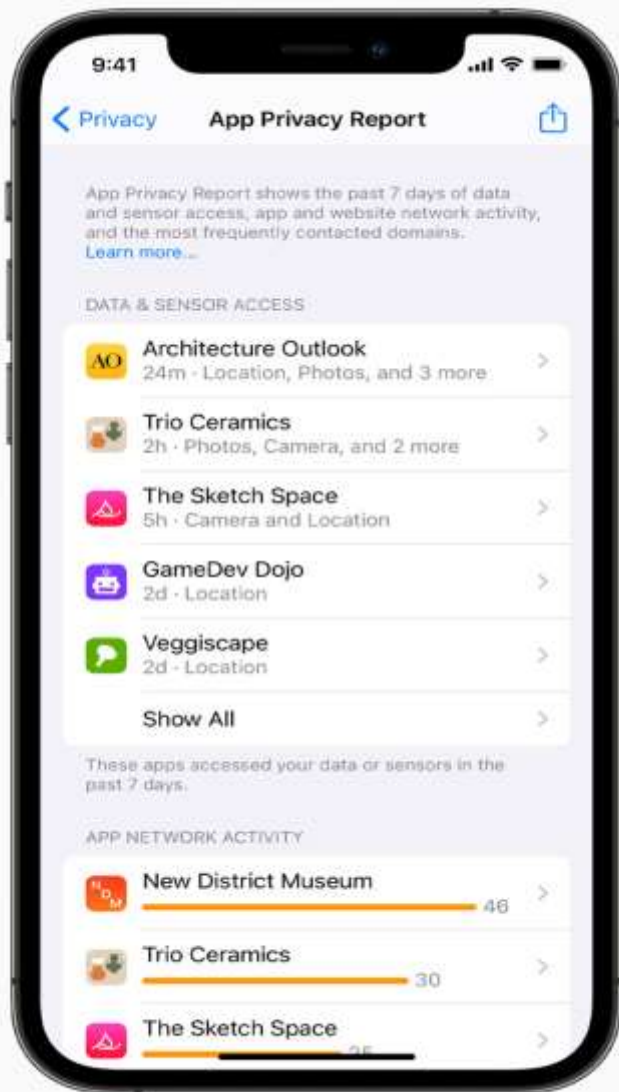 9:41
Privacy
App Privacy Report
App Privacy Report shows the past 7 days of data
and sensor access, app and website network activity,
and the most frequently contacted domains.
Learn more...
DATA & SENSOR ACCESS
AO
Architecture Outlook
24m · Location, Photos, and 3 more
Trio Ceramics
2h · Photos, Camera, and 2 more
The Sketch Space
5h · Camera and Location
GameDev Dojo
2d · Location
Veggiscape
2d · Location
Show All
These apps accessed your data or sensors in the
past 7 days.
APP NETWORK ACTIVITY
NDM
New District Museum
46
Trio Ceramics
30
The Sketch Space